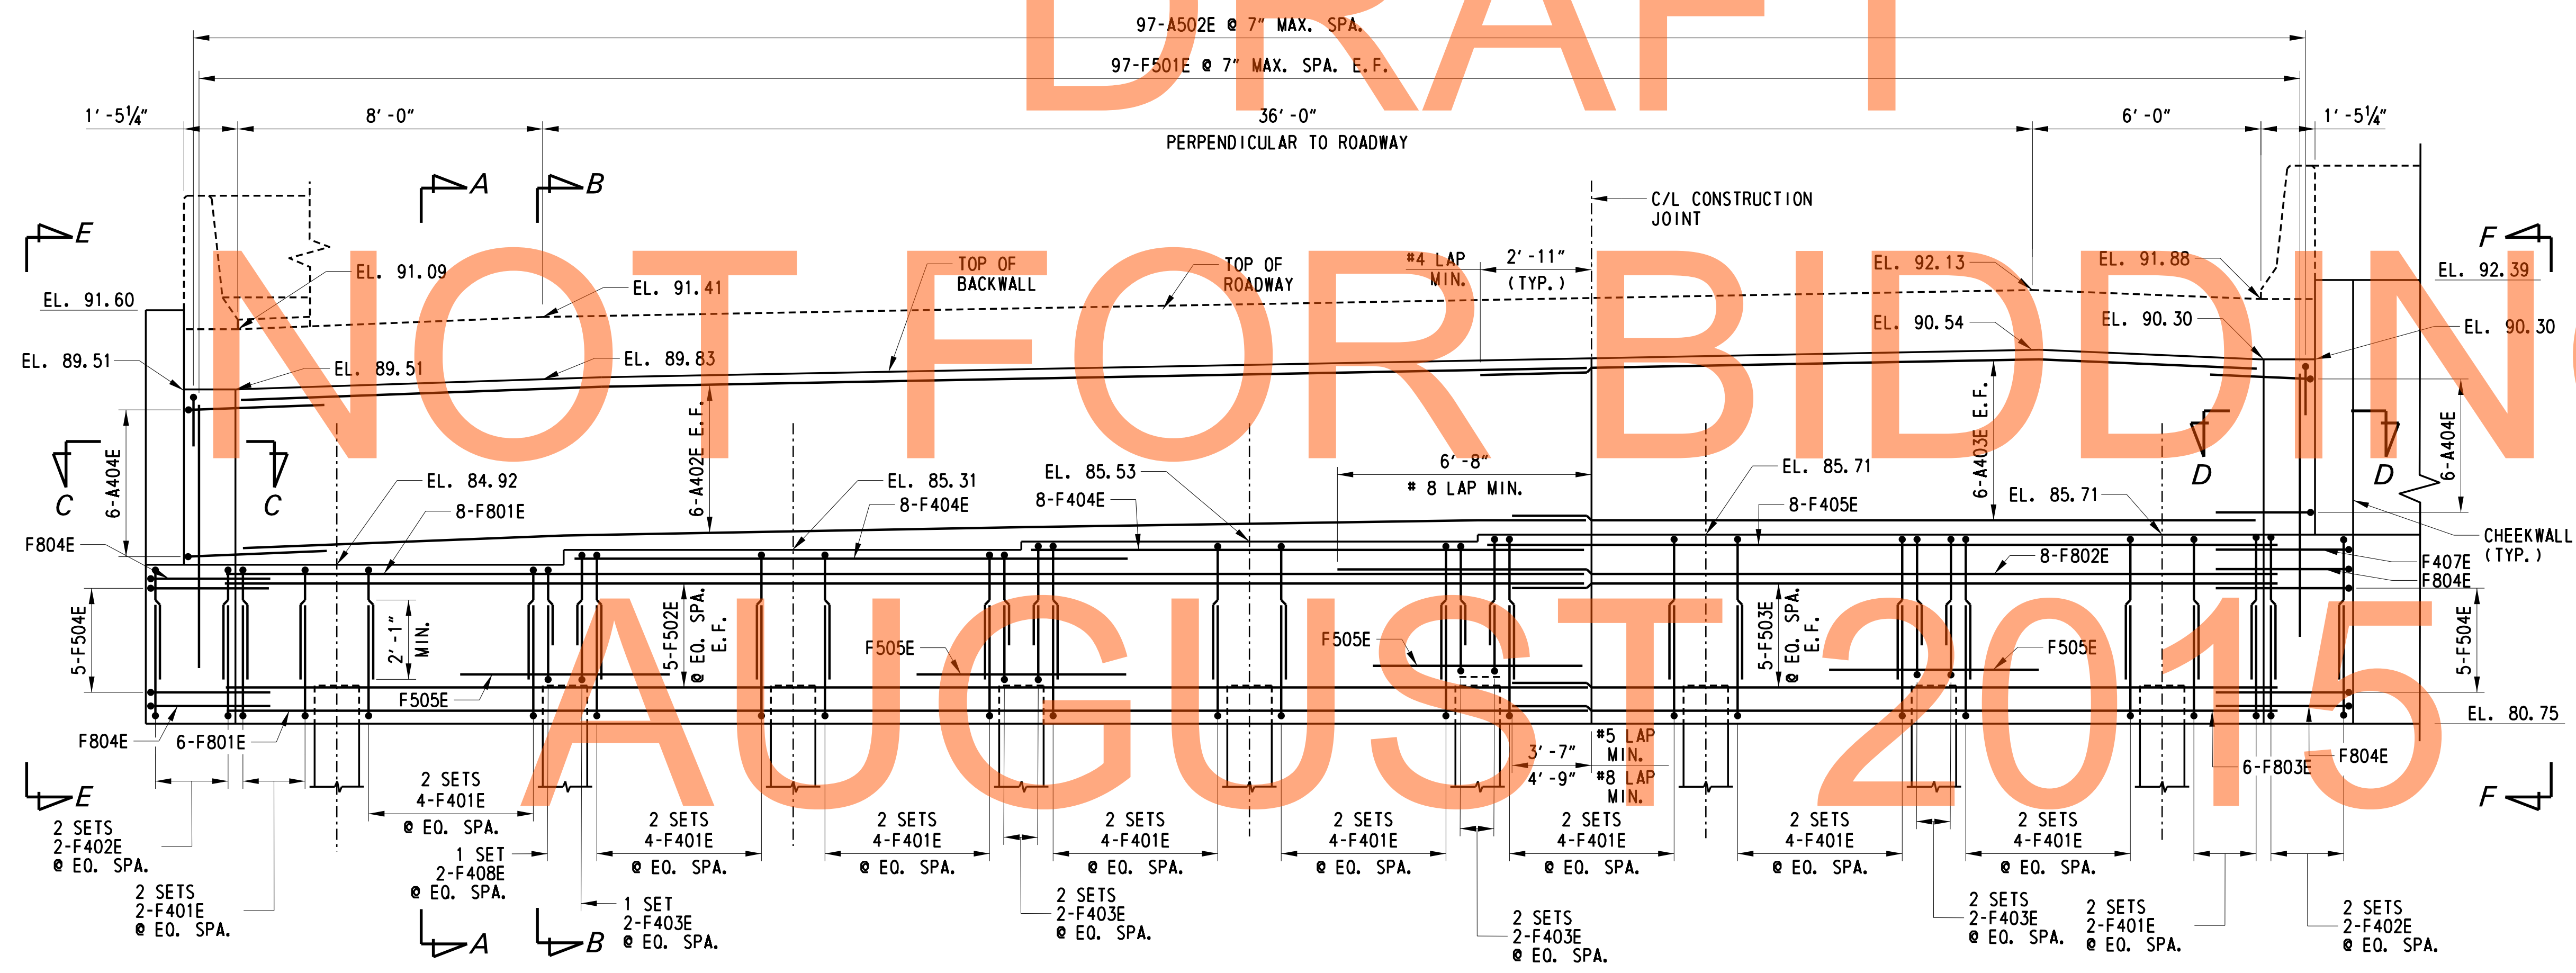 DRAFT
97-A502E @ 7" MAX. SPA.
97-F501E @ 7" MAX. SPA. E.F.
1'-5¼"
8'-0"
36'-0"
PERPENDICULAR TO ROADWAY
6'-0"
1'-5¼"
A
B
C/L CONSTRUCTION
JOINT
E
F
NOT FOR BIDDIN
EL. 91.60
EL. 91.09
EL. 91.41
TOP OF
BACKWALL
TOP OF
ROADWAY
#4 LAP
MIN.
2'-11"
(TYP.)
EL. 92.13
EL. 91.88
EL. 92.39
EL. 89.51
EL. 89.51
EL. 89.83
EL. 90.54
EL. 90.30
EL. 90.30
6-A404E
C
C
6-A402E E.F.
6'-8"
# 8 LAP MIN.
6-A403E E.F.
D
D
6-A404E
EL. 84.92
8-F801E
EL. 85.31
8-F404E
EL. 85.53
8-F404E
EL. 85.71
8-F405E
EL. 85.71
CHEEKWALL
(TYP.)
F804E
5-F504E
2'-1"
MIN.
5-F502E
@ EQ. SPA.
E.F.
8-F802E
5-F503E
@ EQ. SPA.
E.F.
F407E
F804E
5-F504E
AUGUST 2015
F505E
F505E
F505E
F505E
F804E
6-F801E
#5 LAP
MIN.
3'-7"
4'-9"
#8 LAP
MIN.
6-F803E
F804E
EL. 80.75
E
F
2 SETS
2-F402E
@ EQ. SPA.
2 SETS
2-F401E
@ EQ. SPA.
2 SETS
4-F401E
@ EQ. SPA.
1 SET
2-F408E
@ EQ. SPA.
1 SET
2-F403E
@ EQ. SPA.
2 SETS
4-F401E
@ EQ. SPA.
2 SETS
4-F401E
@ EQ. SPA.
2 SETS
2-F403E
@ EQ. SPA.
2 SETS
4-F401E
@ EQ. SPA.
2 SETS
4-F401E
@ EQ. SPA.
2 SETS
2-F403E
@ EQ. SPA.
2 SETS
4-F401E
@ EQ. SPA.
2 SETS
4-F401E
@ EQ. SPA.
2 SETS
2-F403E
@ EQ. SPA.
2 SETS
4-F401E
@ EQ. SPA.
2 SETS
2-F401E
@ EQ. SPA.
2 SETS
2-F402E
@ EQ. SPA.
A
B